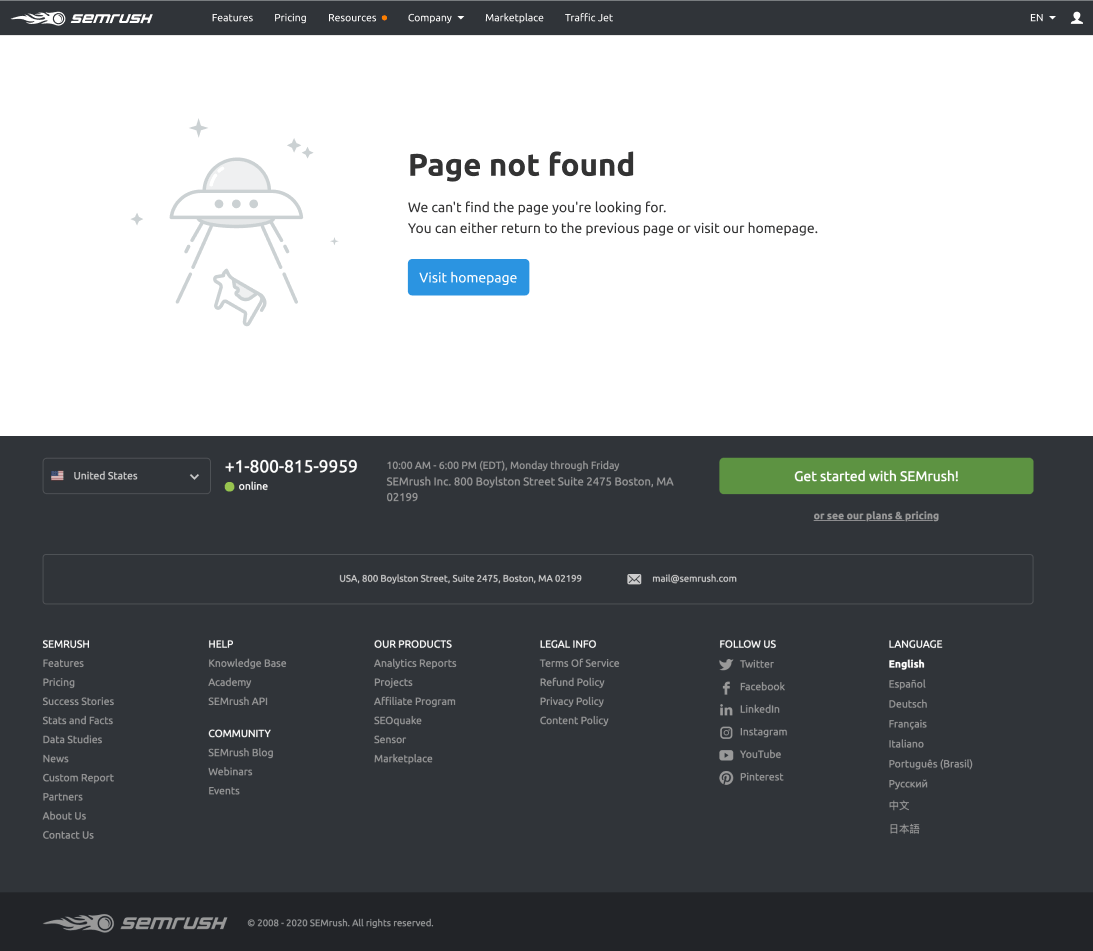 semrush
Features Pricing Resources Company Marketplace Traffic Jet EN
Page not found
We can't find the page you're looking for.
You can either return to the previous page or visit our homepage.
Visit homepage
United States
+1-800-815-9959
online
10:00 AM - 6:00 PM (EDT), Monday through Friday
SEMrush Inc. 800 Boylston Street Suite 2475 Boston, MA
02199
Get started with SEMrush!
or see our plans & pricing
USA, 800 Boylston Street, Suite 2475, Boston, MA 02199 mail@semrush.com
SEMRUSH
Features
Pricing
Success Stories
Stats and Facts
Data Studies
News
Custom Report
Partners
About Us
Contact Us
HELP
Knowledge Base
Academy
SEMrush API
COMMUNITY
SEMrush Blog
Webinars
Events
OUR PRODUCTS
Analytics Reports
Projects
Affiliate Program
SEOquake
Sensor
Marketplace
LEGAL INFO
Terms Of Service
Refund Policy
Privacy Policy
Content Policy
FOLLOW US
Twitter
Facebook
LinkedIn
Instagram
YouTube
Pinterest
LANGUAGE
English
Español
Deutsch
Français
Italiano
Português (Brasil)
Русский
中文
日本語
semrush
© 2008 - 2020 SEMrush. All rights reserved.